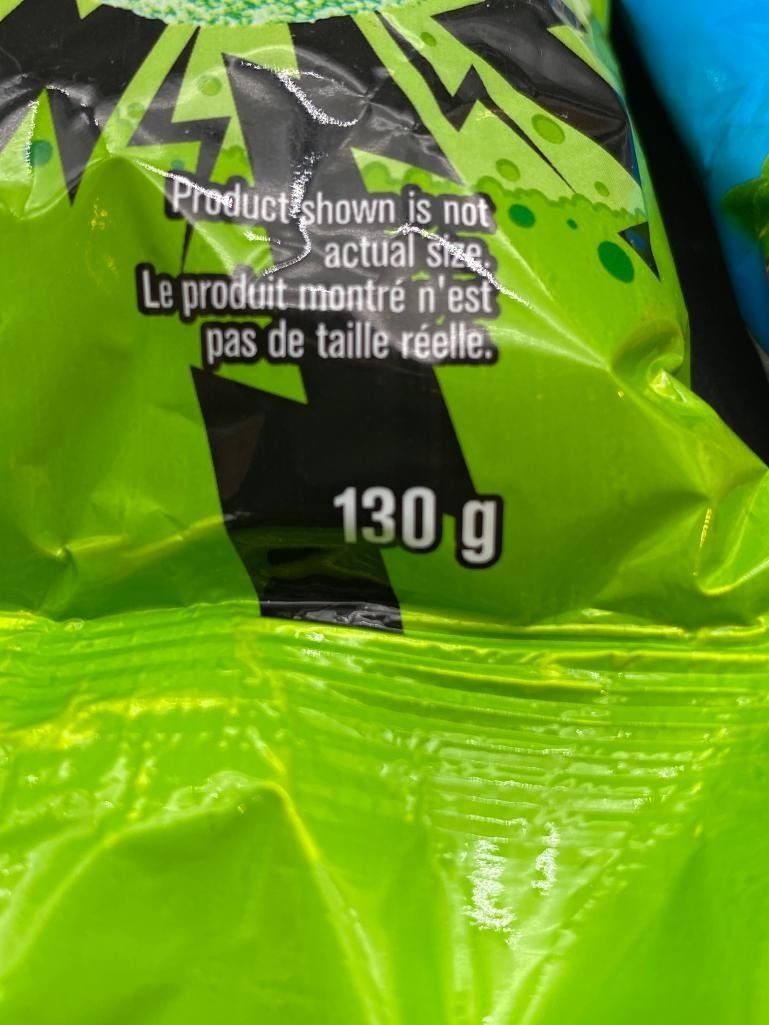 Product shown is not
actual size.
Le produit montré n'est
pas de taille réelle.
130 g